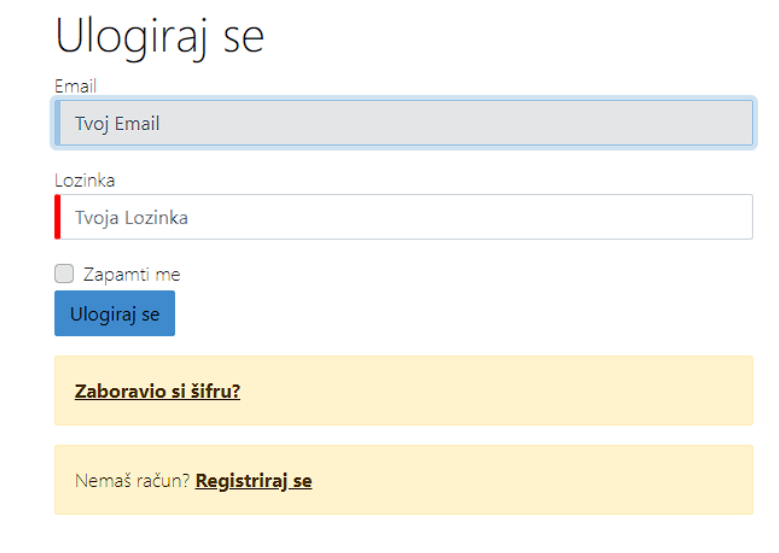 Ulogiraj se
Email
Tvoj Email
Lozinka
Tvoja Lozinka
Zapamti me
Ulogiraj se
Zaboravio si šifru?
Nemaš račun? Registriraj se